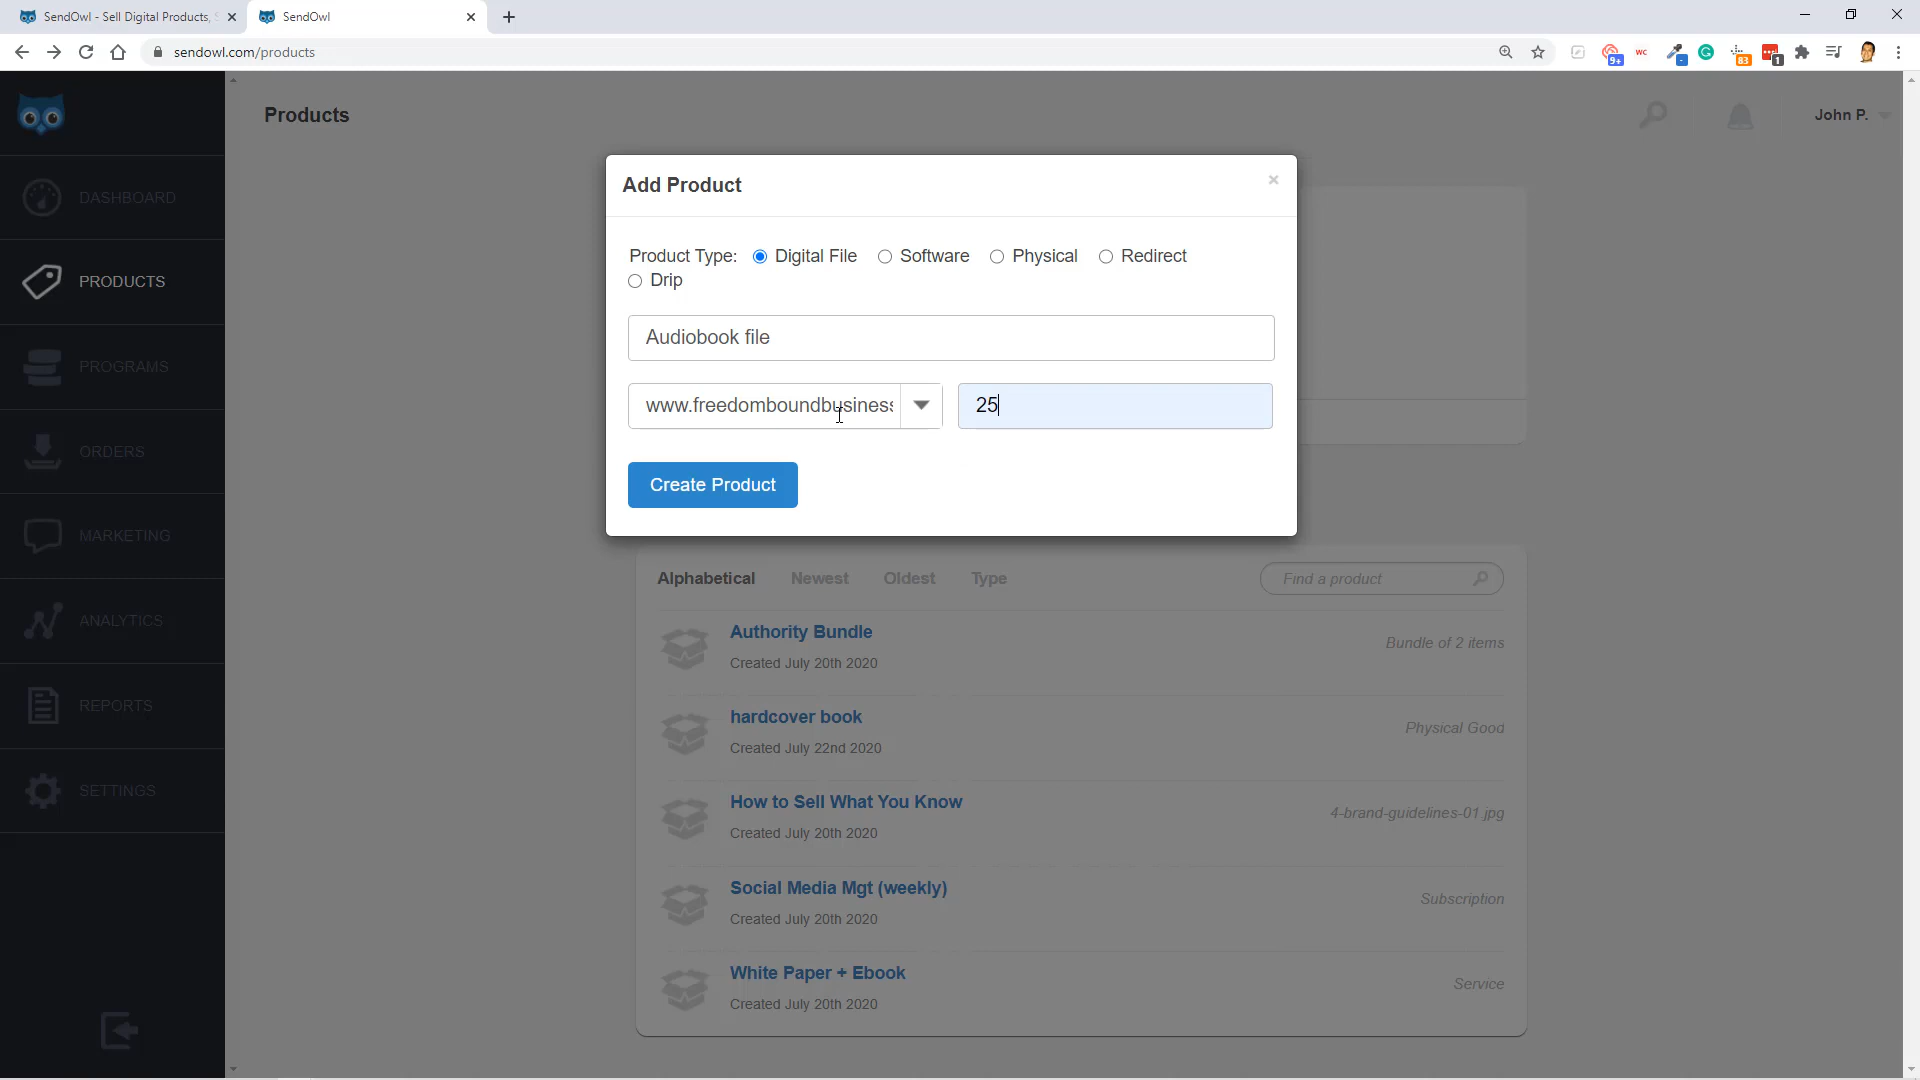 SendOwl - Sell Digital Products, S
SendOwl
sendowl.com/products
9+
WC
-
83
1
Products
John P.
DASHBOARD
PRODUCTS
PROGRAMS
ORDERS
MARKETING
ANALYTICS
REPORTS
SETTINGS
Add Product
×
Product Type: Digital File Software Physical Redirect
Drip
Audiobook file
www.freedomboundbusiness
25
Create Product
Alphabetical Newest Oldest Type
Find a product
Authority Bundle
Created July 20th 2020
Bundle of 2 items
hardcover book
Created July 22nd 2020
Physical Good
How to Sell What You Know
Created July 20th 2020
4-brand-guidelines-01.jpg
Social Media Mgt (weekly)
Created July 20th 2020
Subscription
White Paper + Ebook
Created July 20th 2020
Service